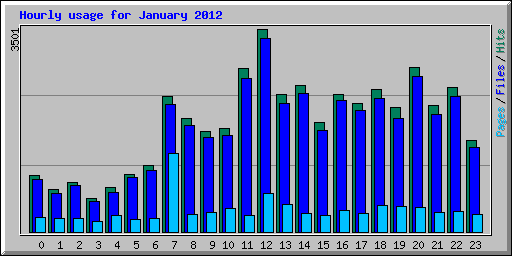 Hourly usage for January 2012
3501
Pages / Files / Hits
0 1 2 3 4 5 6 7 8 9 10 11 12 13 14 15 16 17 18 19 20 21 22 23